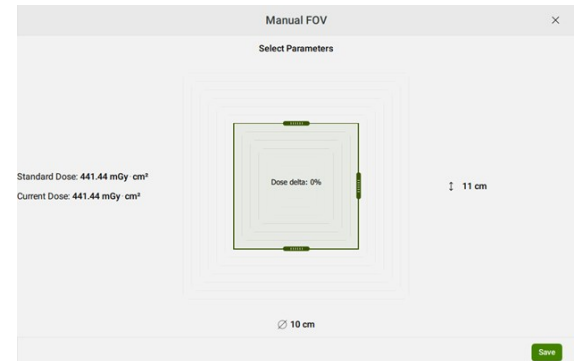 Manual FOV
Select Parameters
Dose delta: 0%
Standard Dose: 441.44 mGy·cm²
Current Dose: 441.44 mGy·cm²
11 cm
10 cm
Save